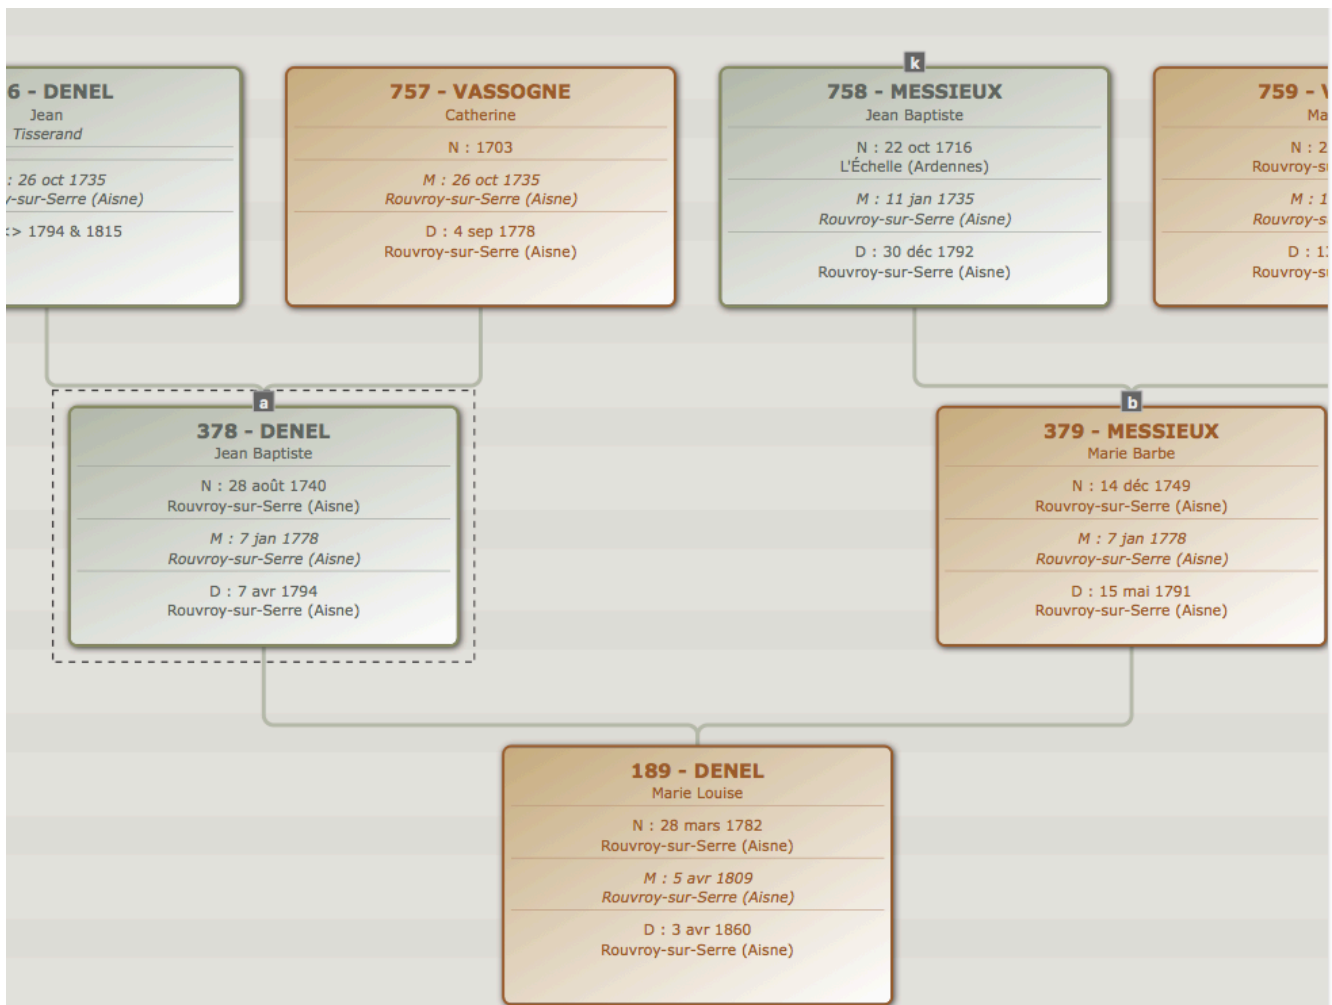 6 - DENEL
Jean
Tisserand
: 26 oct 1735
-sur-Serre (Aisne)
<> 1794 & 1815
757 - VASSOGNE
Catherine
N : 1703
M : 26 oct 1735
Rouvroy-sur-Serre (Aisne)
D : 4 sep 1778
Rouvroy-sur-Serre (Aisne)
k
758 - MESSIEUX
Jean Baptiste
N : 22 oct 1716
L'Échelle (Ardennes)
M : 11 jan 1735
Rouvroy-sur-Serre (Aisne)
D : 30 déc 1792
Rouvroy-sur-Serre (Aisne)
759 -
Ma
N : 2
Rouvroy-s
M : 1
Rouvroy-s
D : 1
Rouvroy-s
a
378 - DENEL
Jean Baptiste
N : 28 août 1740
Rouvroy-sur-Serre (Aisne)
M : 7 jan 1778
Rouvroy-sur-Serre (Aisne)
D : 7 avr 1794
Rouvroy-sur-Serre (Aisne)
b
379 - MESSIEUX
Marie Barbe
N : 14 déc 1749
Rouvroy-sur-Serre (Aisne)
M : 7 jan 1778
Rouvroy-sur-Serre (Aisne)
D : 15 mai 1791
Rouvroy-sur-Serre (Aisne)
189 - DENEL
Marie Louise
N : 28 mars 1782
Rouvroy-sur-Serre (Aisne)
M : 5 avr 1809
Rouvroy-sur-Serre (Aisne)
D : 3 avr 1860
Rouvroy-sur-Serre (Aisne)